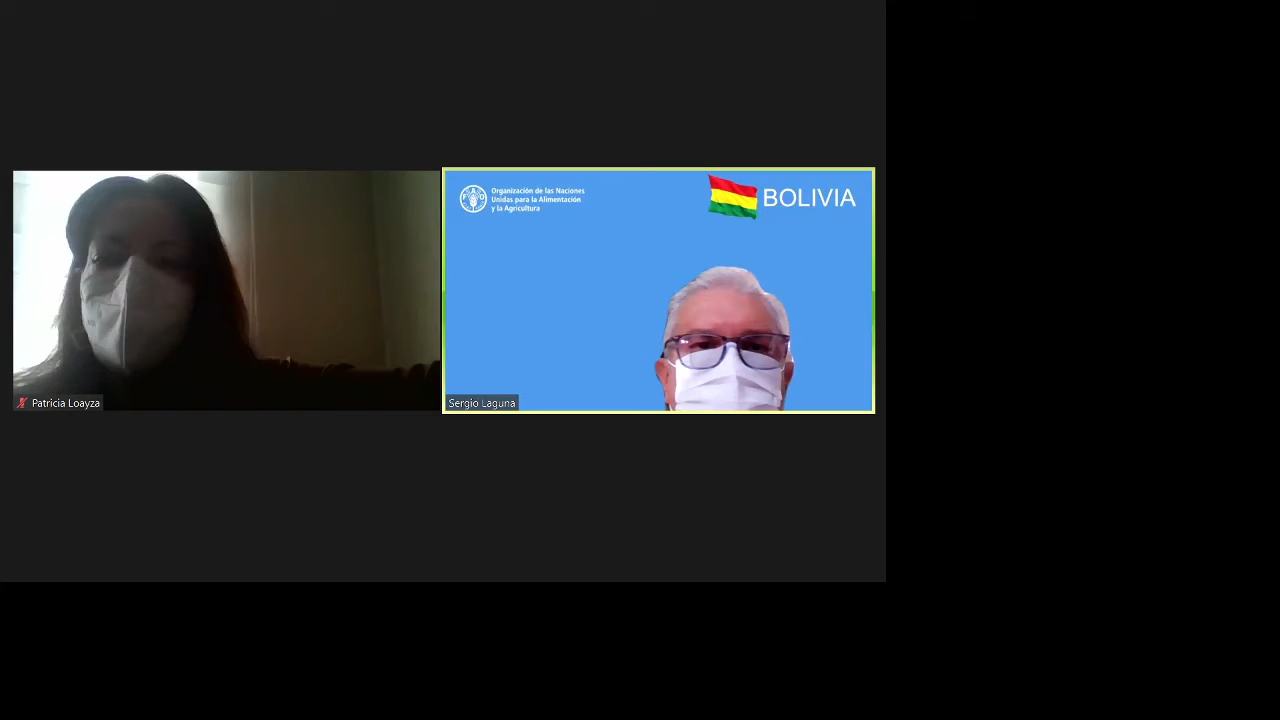 Organización de las Naciones
Unidas para la Alimentación
y la Agricultura
BOLIVIA
Patricia Loayza
Sergio Laguna